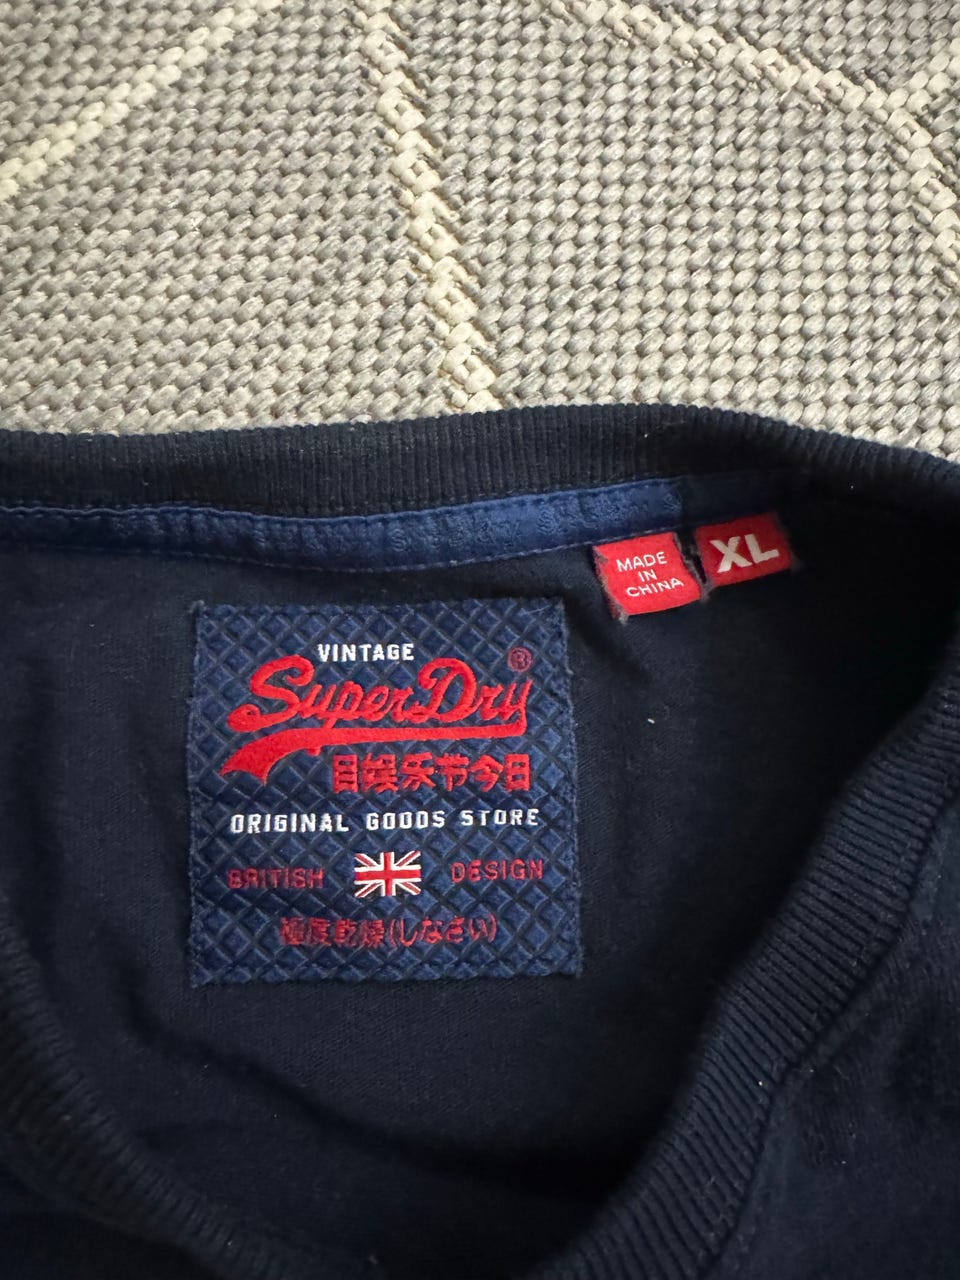 MADE
IN
CHINA
XL
VINTAGE
SuperDry®
目娱乐节今日
ORIGINAL GOODS STORE
BRITISH DESIGN
極度乾燥(しなさい)